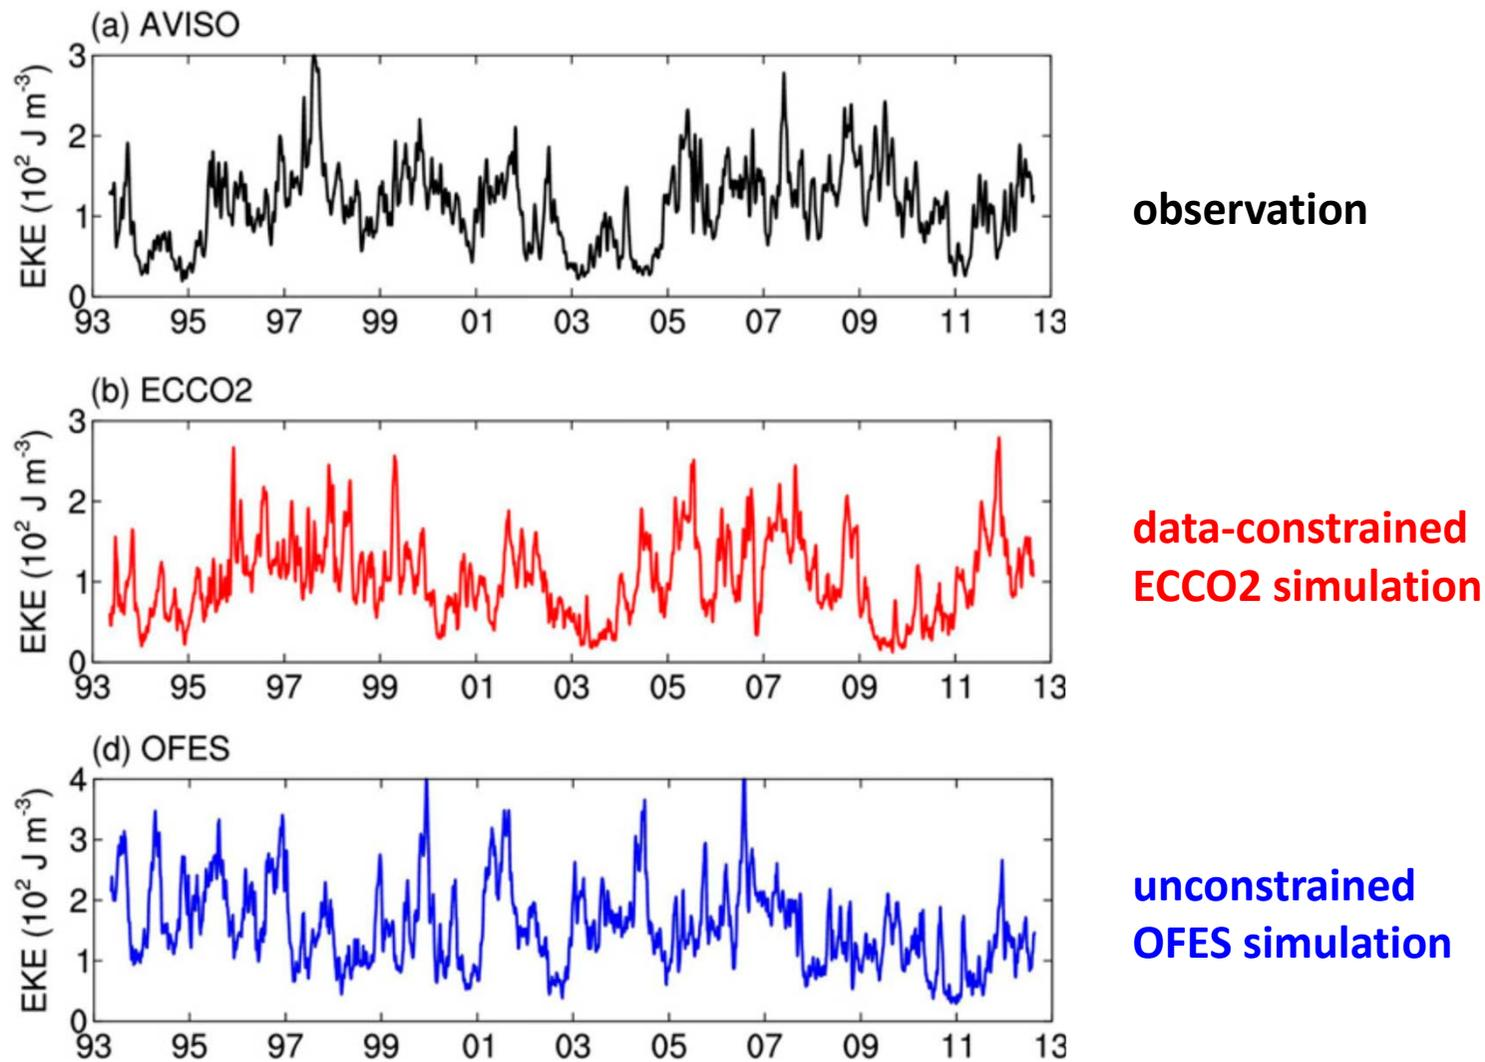 (a) AVISO
EKE (10² J m⁻³)
3
2
1
0
93 95 97 99 01 03 05 07 09 11 13
observation
(b) ECCO2
EKE (10² J m⁻³)
3
2
1
0
93 95 97 99 01 03 05 07 09 11 13
data-constrained
ECCO2 simulation
(d) OFES
EKE (10² J m⁻³)
4
3
2
1
0
93 95 97 99 01 03 05 07 09 11 13
unconstrained
OFES simulation